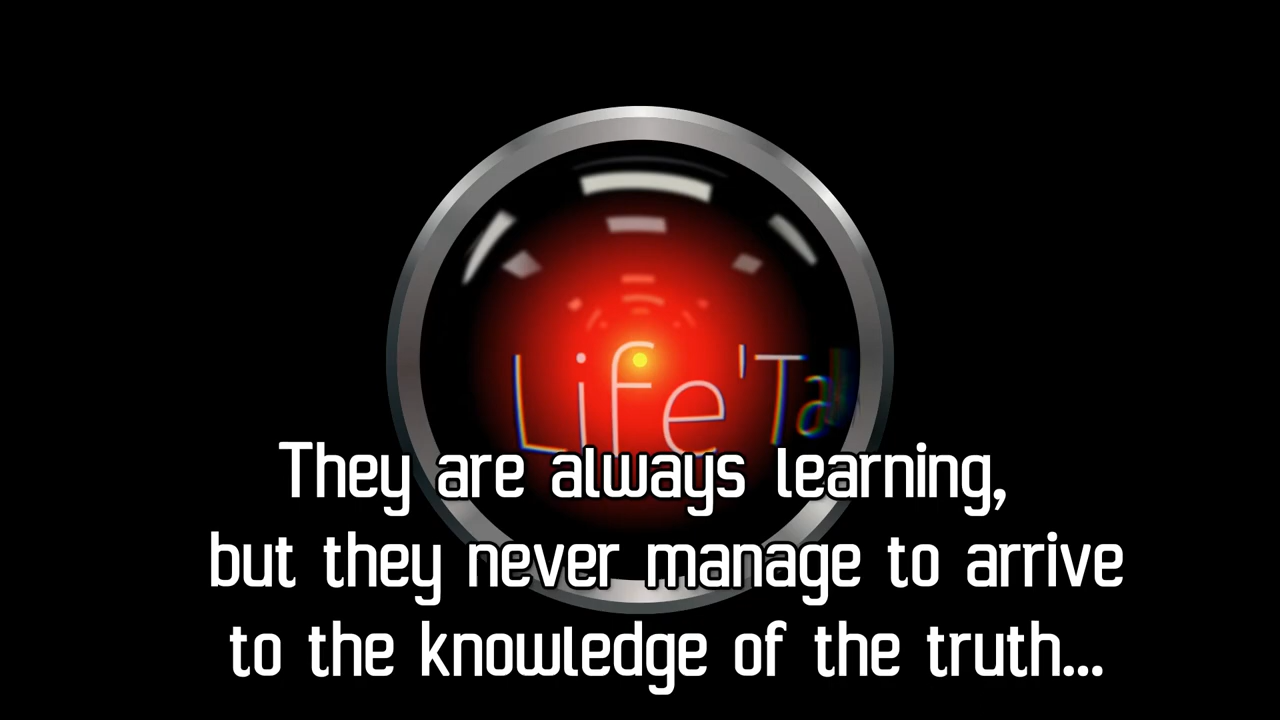 Life'Ta
They are always learning,
but they never manage to arrive
to the knowledge of the truth...